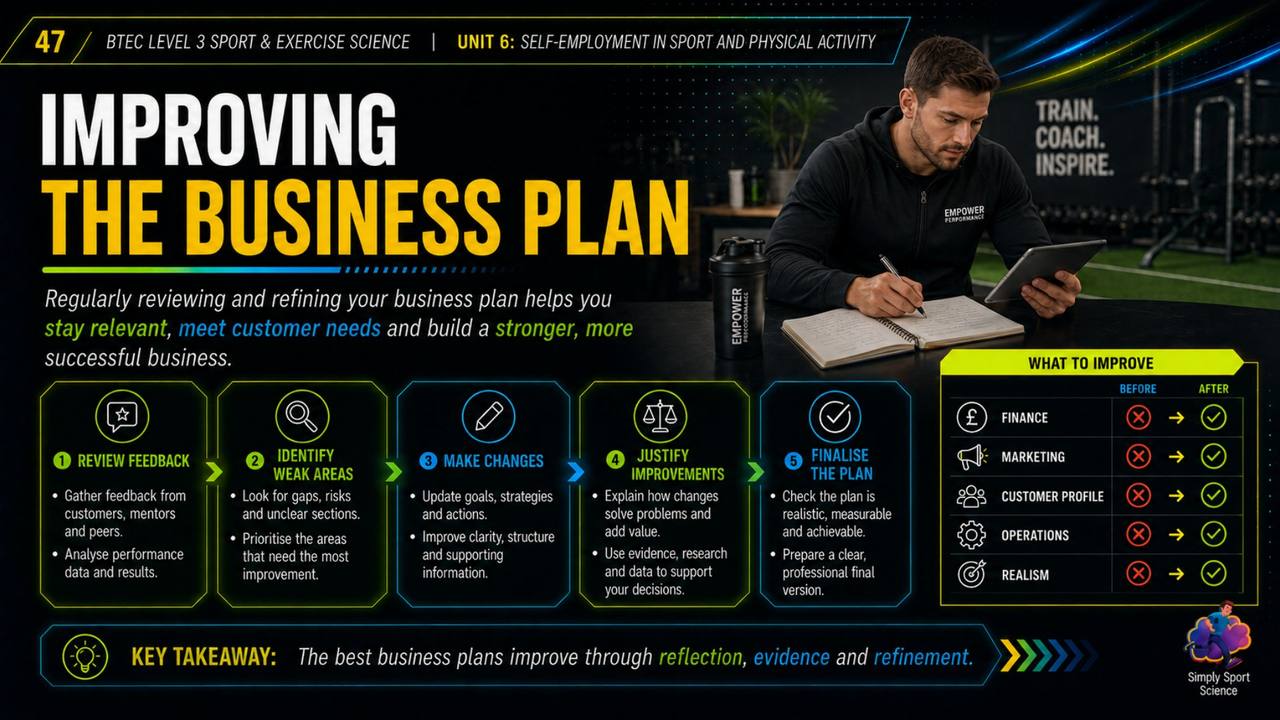 47
BTEC LEVEL 3 SPORT & EXERCISE SCIENCE | UNIT 6: SELF-EMPLOYMENT IN SPORT AND PHYSICAL ACTIVITY
IMPROVING
THE BUSINESS PLAN
Regularly reviewing and refining your business plan helps you
stay relevant, meet customer needs and build a stronger, more
successful business.
TRAIN.
COACH.
INSPIRE.
EMPOWER
PERFORMANCE
EMPOWER
1 REVIEW FEEDBACK
• Gather feedback from
customers, mentors
and peers.
• Analyse performance
data and results.
2 IDENTIFY
WEAK AREAS
• Look for gaps, risks
and unclear sections.
• Prioritise the areas
that need the most
improvement.
3 MAKE CHANGES
• Update goals, strategies
and actions.
• Improve clarity, structure
and supporting
information.
4 JUSTIFY
IMPROVEMENTS
• Explain how changes
solve problems and
add value.
• Use evidence, research
and data to support
your decisions.
5 FINALISE
THE PLAN
• Check the plan is
realistic, measurable
and achievable.
• Prepare a clear,
professional final
version.
WHAT TO IMPROVE
BEFORE AFTER
£ FINANCE
MARKETING
CUSTOMER PROFILE
OPERATIONS
REALISM
KEY TAKEAWAY: The best business plans improve through reflection, evidence and refinement.
Simply Sport
Science